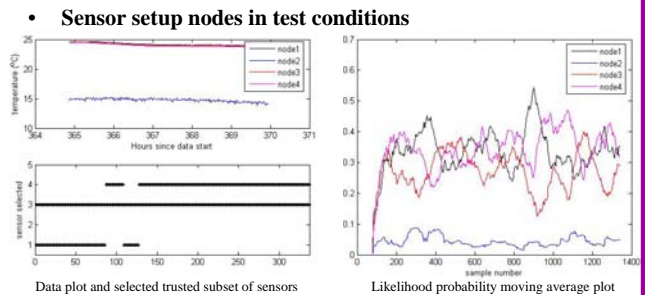 • Sensor setup nodes in test conditions
25
20
15
10
temperature (°C)
node1
node2
node3
node4
364 365 366 367 368 369 370 371
Hours since data start
5
4
3
2
1
0
sensor selected
0 50 100 150 200 250 300
Data plot and selected trusted subset of sensors
0.7
0.6
0.5
0.4
0.3
0.2
0.1
0
node1
node2
node3
node4
0 200 400 600 800 1000 1200 1400
sample number
Likelihood probability moving average plot